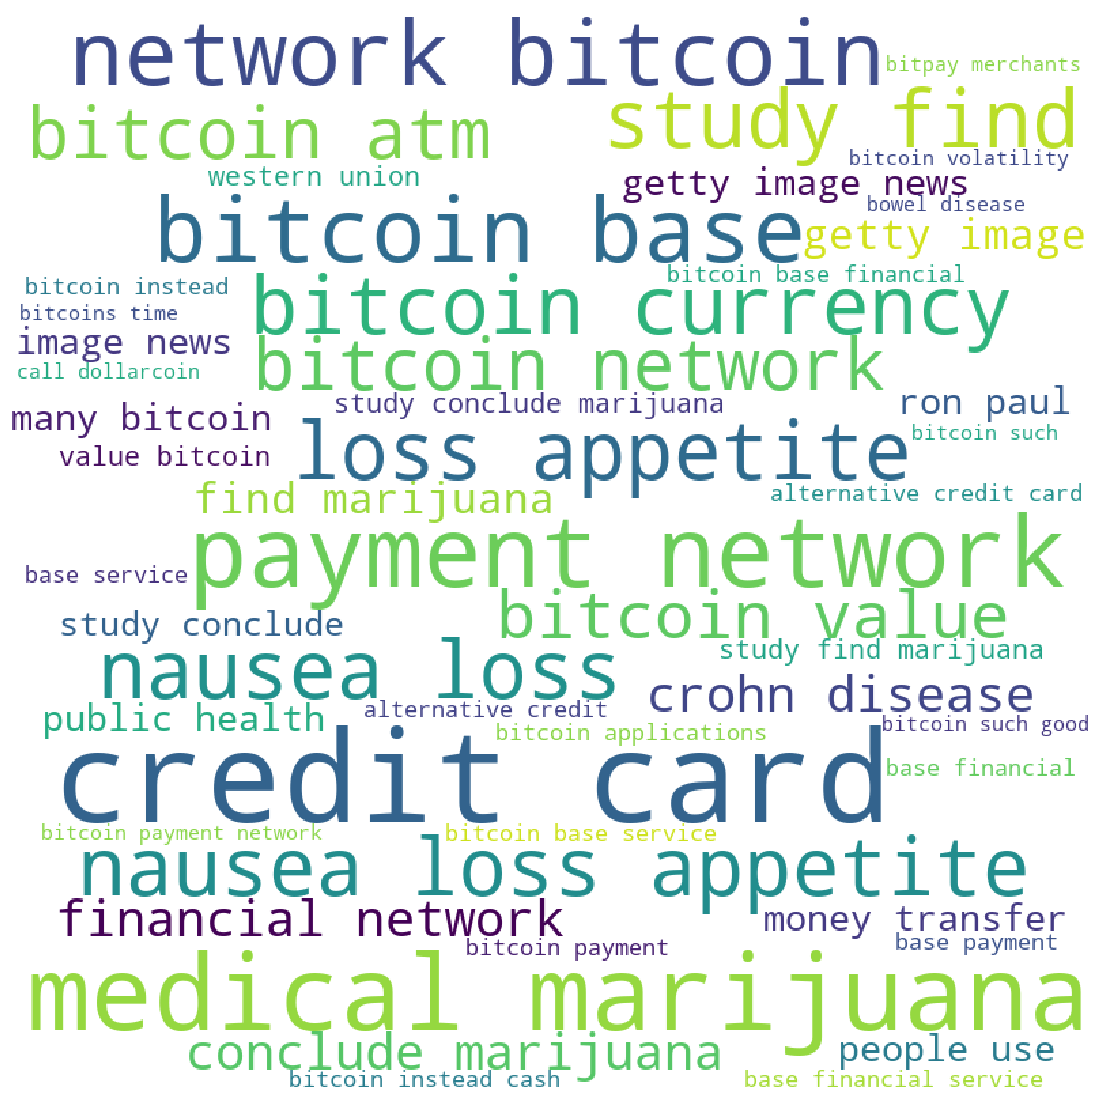 network bitcoin
bitpay merchants
bitcoin atm
study find
bitcoin volatility
western union
getty image news
bowel disease
bitcoin base
getty image
bitcoin base financial
bitcoin instead
bitcoin currency
bitcoins time
image news
bitcoin network
call dollarcoin
study conclude marijuana
ron paul
many bitcoin
bitcoin such
loss appetite
value bitcoin
alternative credit card
find marijuana
payment network
base service
bitcoin value
study conclude
study find marijuana
nausea loss
crohn disease
public health
alternative credit
bitcoin such good
bitcoin applications
credit card
base financial
bitcoin payment network
bitcoin base service
nausea loss appetite
financial network
money transfer
bitcoin payment
base payment
medical marijuana
conclude marijuana
people use
bitcoin instead cash
base financial service